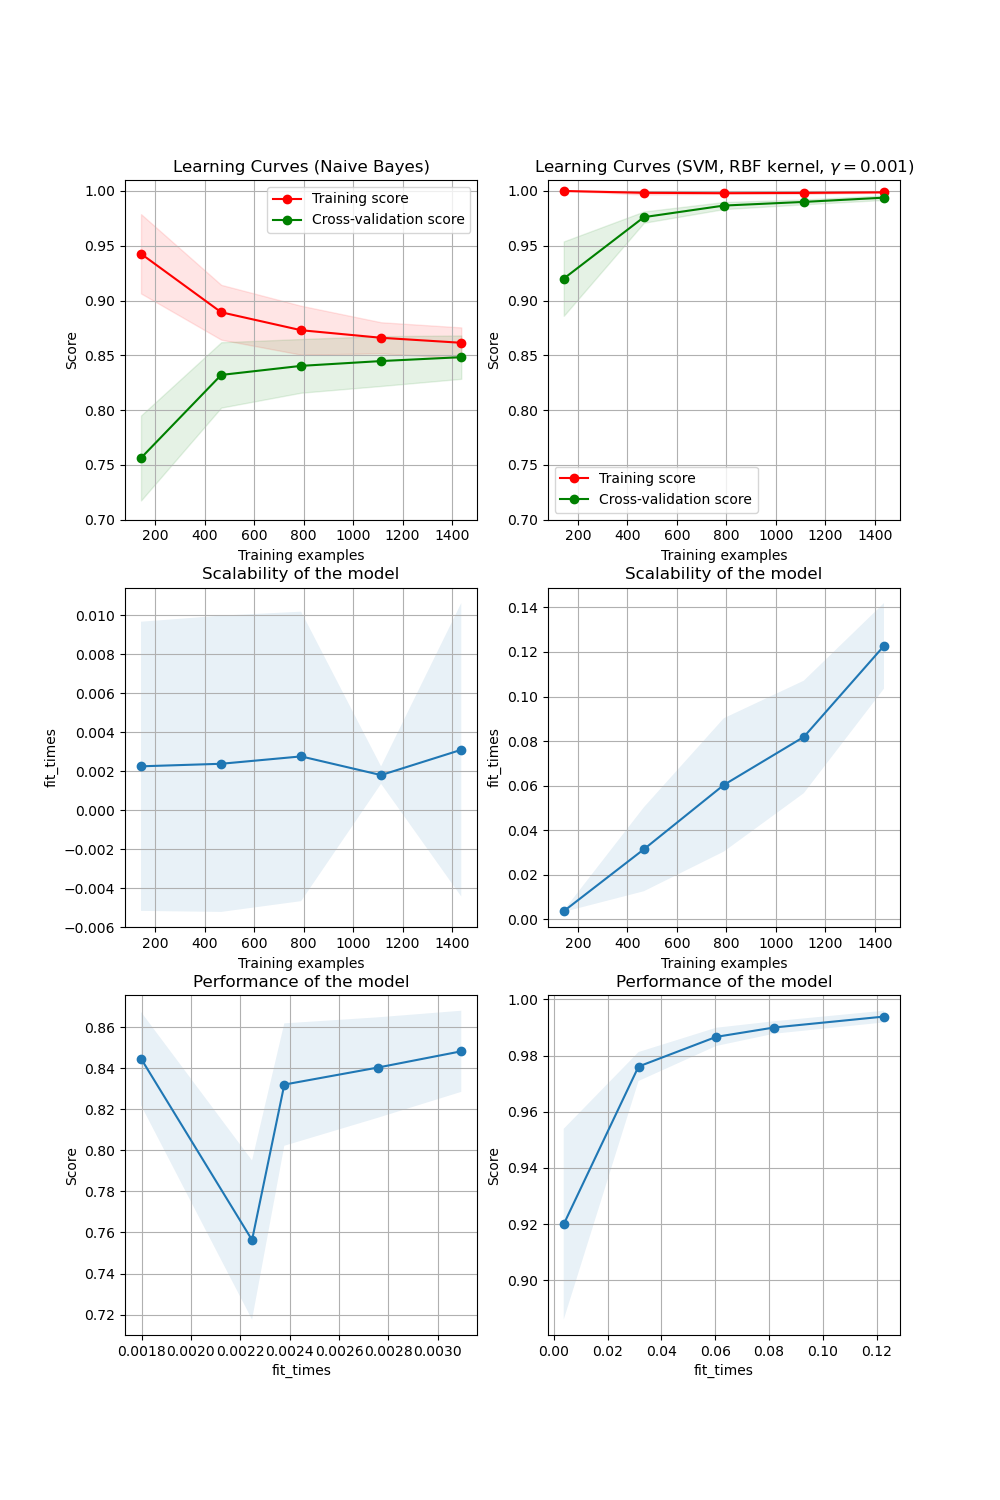 Learning Curves (Naive Bayes)
1.00
0.95
0.90
0.85
0.80
0.75
0.70
Score
Training score
Cross-validation score
200 400 600 800 1000 1200 1400
Training examples
Learning Curves (SVM, RBF kernel, γ = 0.001)
1.00
0.95
0.90
0.85
0.80
0.75
0.70
Score
Training score
Cross-validation score
200 400 600 800 1000 1200 1400
Training examples
Scalability of the model
0.010
0.008
0.006
0.004
0.002
0.000
−0.002
−0.004
−0.006
fit_times
200 400 600 800 1000 1200 1400
Training examples
Scalability of the model
0.14
0.12
0.10
0.08
0.06
0.04
0.02
0.00
fit_times
200 400 600 800 1000 1200 1400
Training examples
Performance of the model
0.86
0.84
0.82
0.80
0.78
0.76
0.74
0.72
Score
0.0018 0.0020 0.0022 0.0024 0.0026 0.0028 0.0030
fit_times
Performance of the model
1.00
0.98
0.96
0.94
0.92
0.90
Score
0.00 0.02 0.04 0.06 0.08 0.10 0.12
fit_times